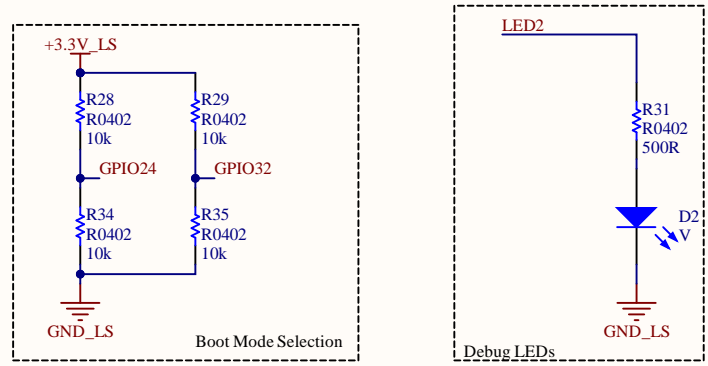 +3.3V_LS
R28
R0402
10k
R29
R0402
10k
GPIO24
GPIO32
R34
R0402
10k
R35
R0402
10k
GND_LS
Boot Mode Selection
LED2
R31
R0402
500R
D2
V
GND_LS
Debug LEDs